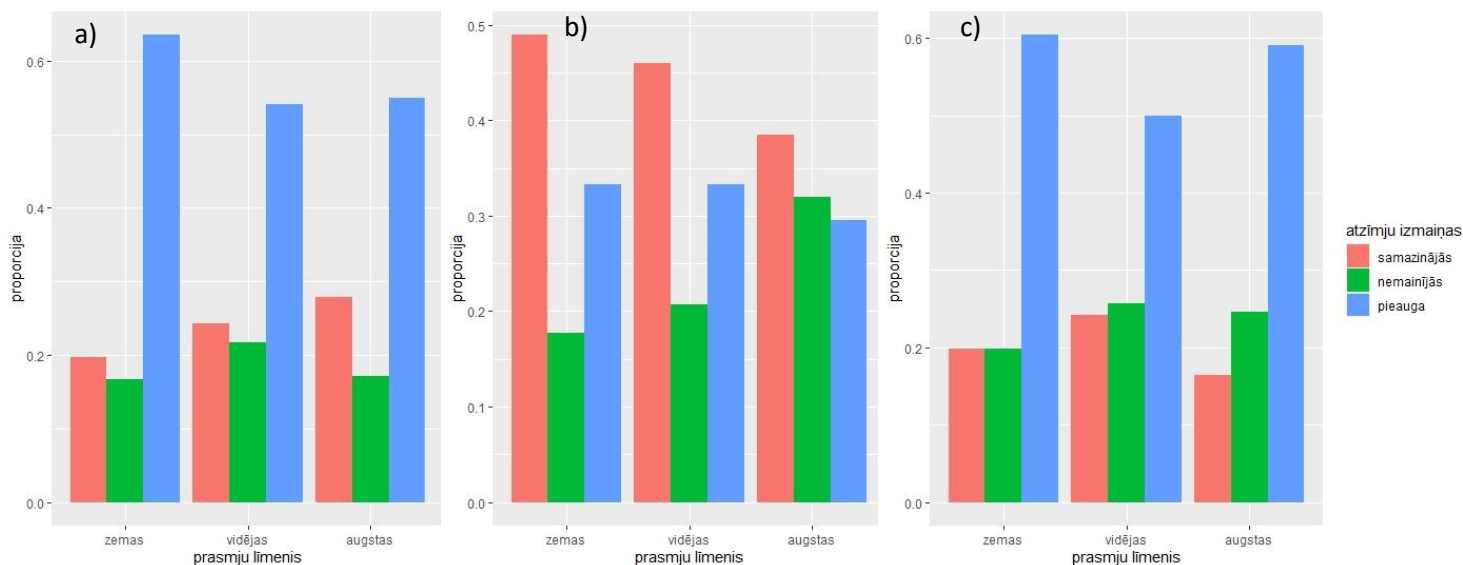 a)
proporcija
0.6
0.4
0.2
0.0
zemas vidējas augstas
prasmju līmenis
b)
proporcija
0.5
0.4
0.3
0.2
0.1
0.0
zemas vidējas augstas
prasmju līmenis
c)
proporcija
0.6
0.4
0.2
0.0
zemas vidējas augstas
prasmju līmenis
atzīmju izmaiņas
samazinājās
nemainījās
pieauga